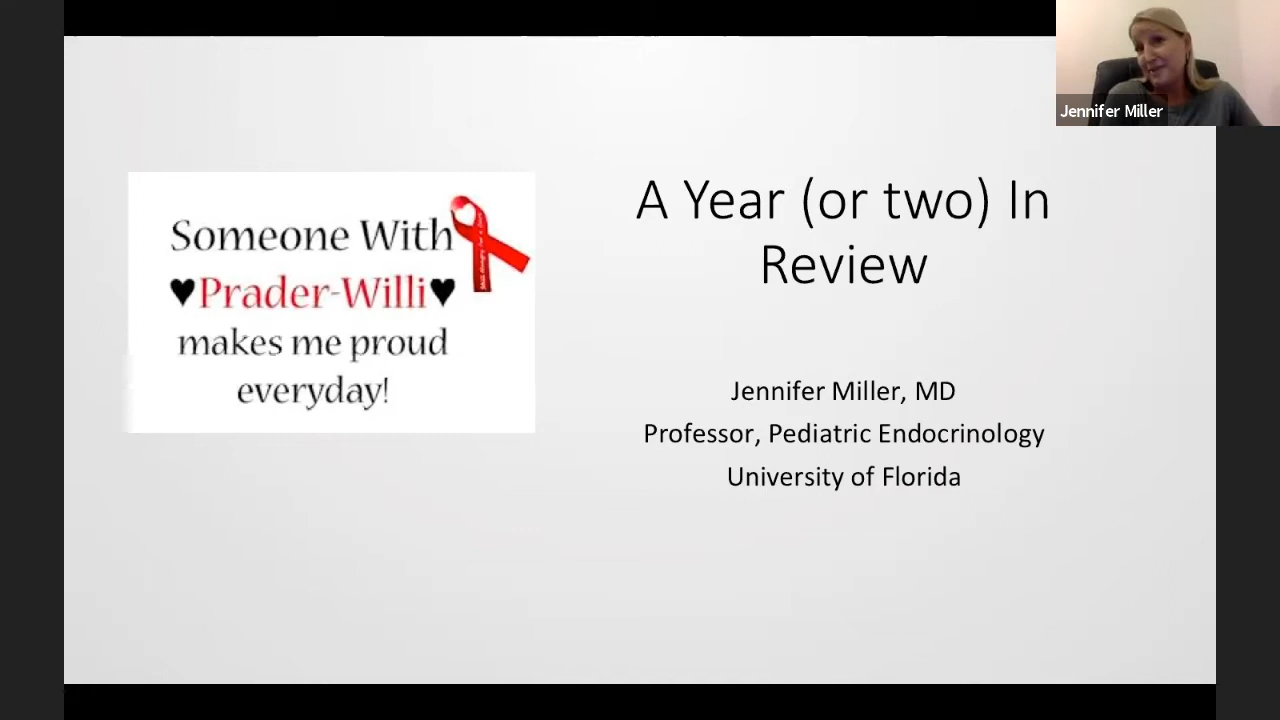 Jennifer Miller
Someone With
♥Prader-Willi♥
makes me proud
everyday!
A Year (or two) In
Review
Jennifer Miller, MD
Professor, Pediatric Endocrinology
University of Florida